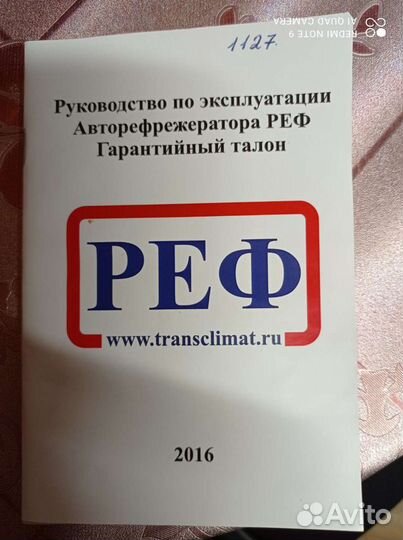 REDMI NOTE 9
AI QUAD CAMERA
1127.
Руководство по эксплуатации
Авторефрежератора РЕФ
Гарантийный талон
РЕФ
www.transclimat.ru
2016
Avito